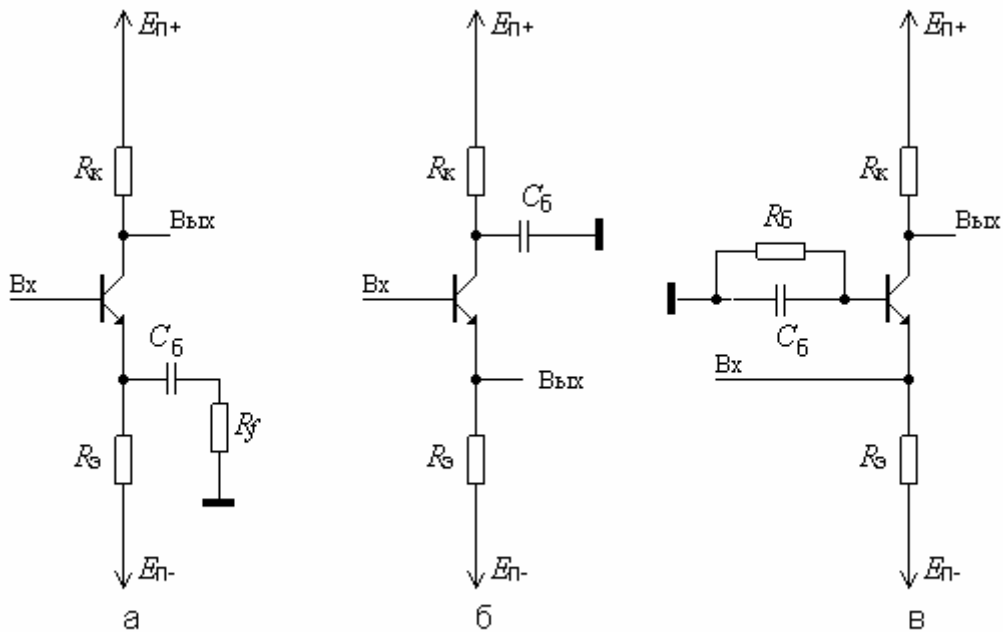 Eп+
Eп+
Eп+
Rк
Rк
Rк
Cб
Вых
Rб
Вых
Вх
Вх
Cб
Cб
Вх
Вых
Rf
Rэ
Rэ
Rэ
Eп-
Eп-
Eп-
а
б
в